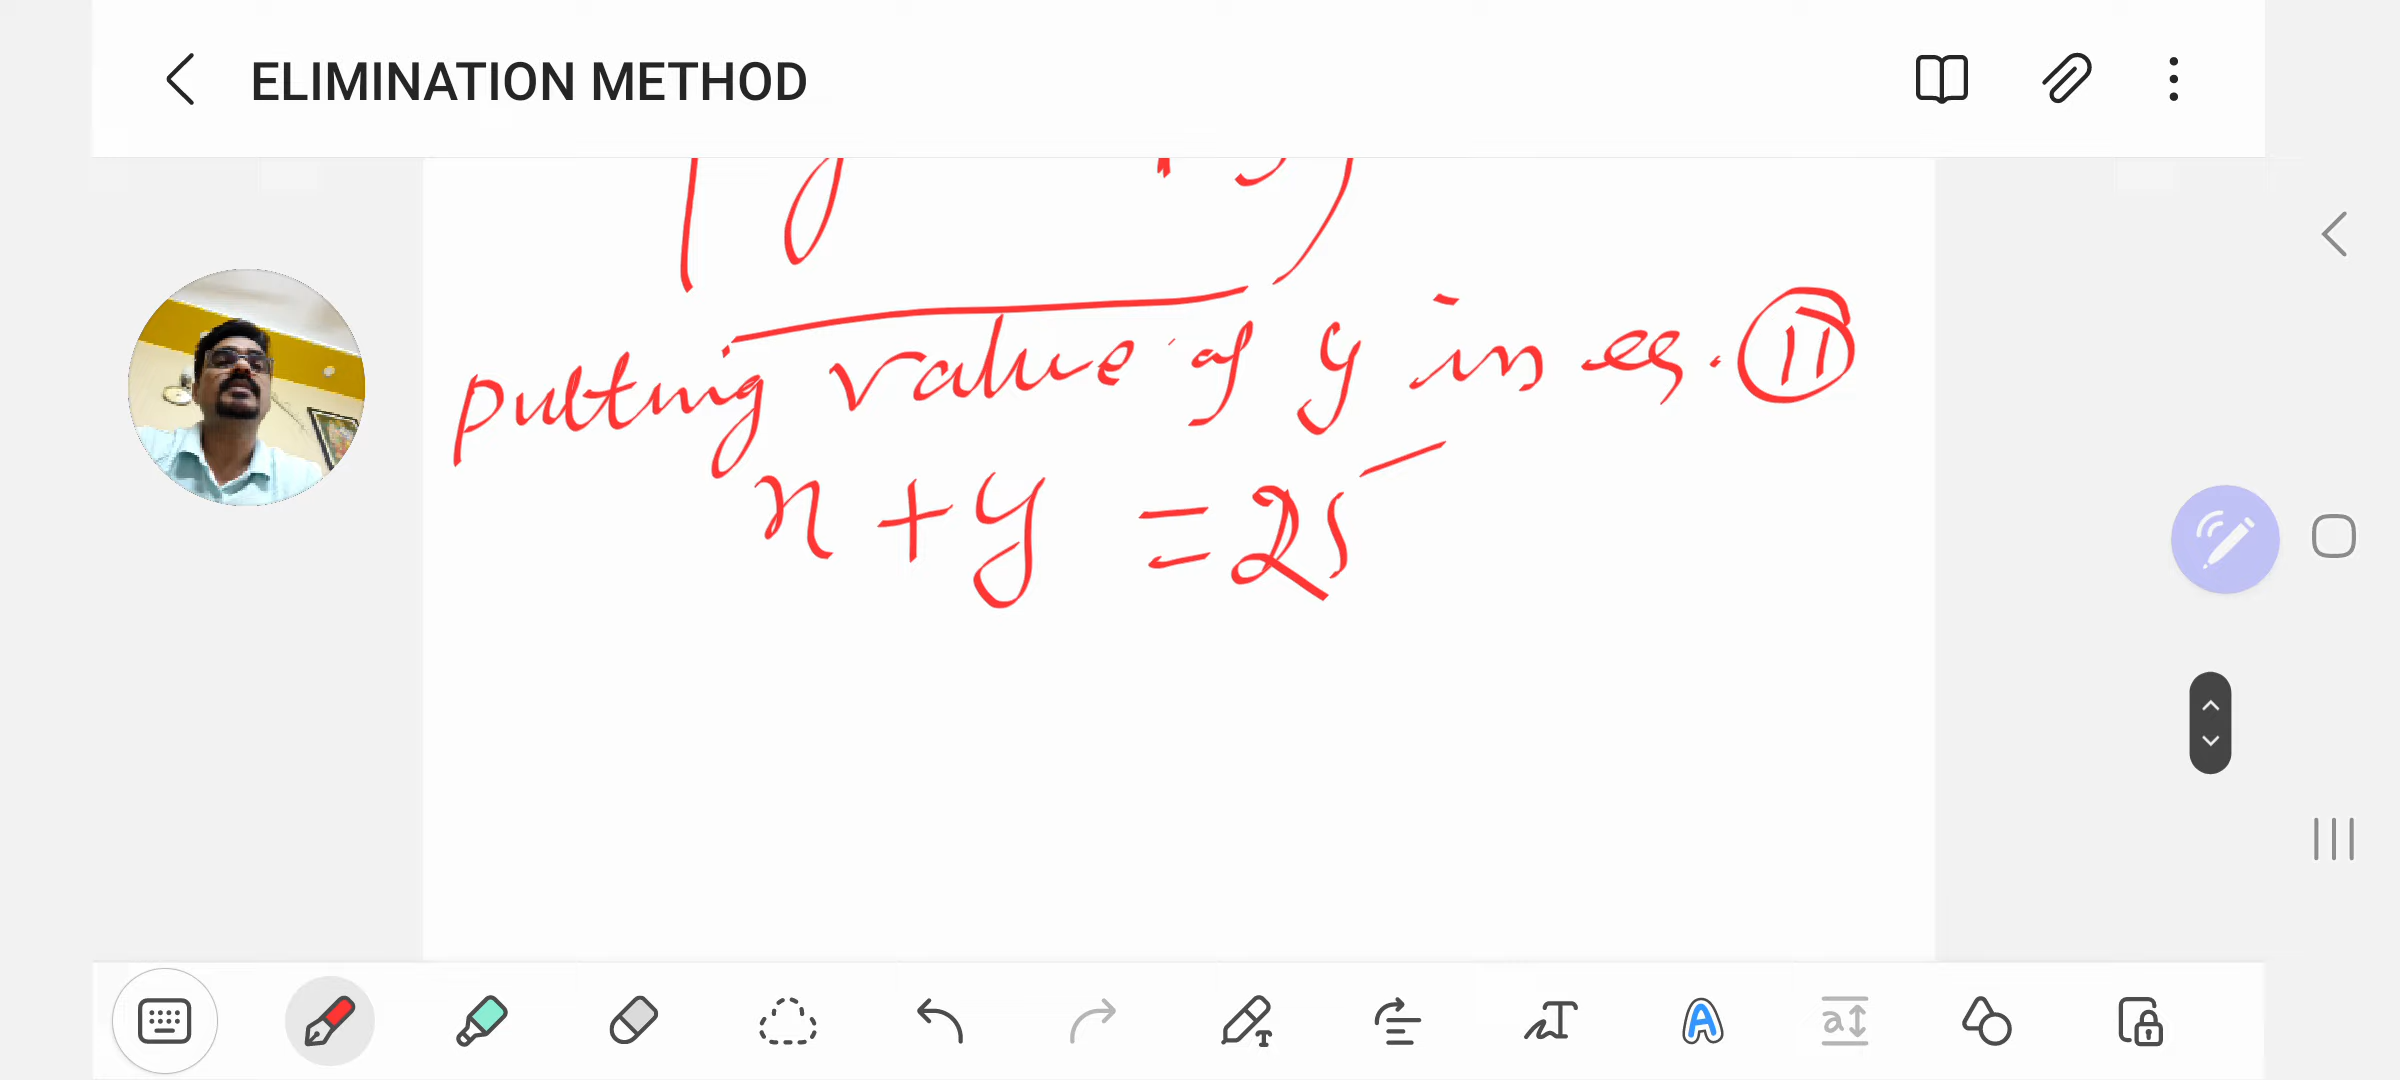 ELIMINATION METHOD
putting value of y in eq. II
x + y = 25